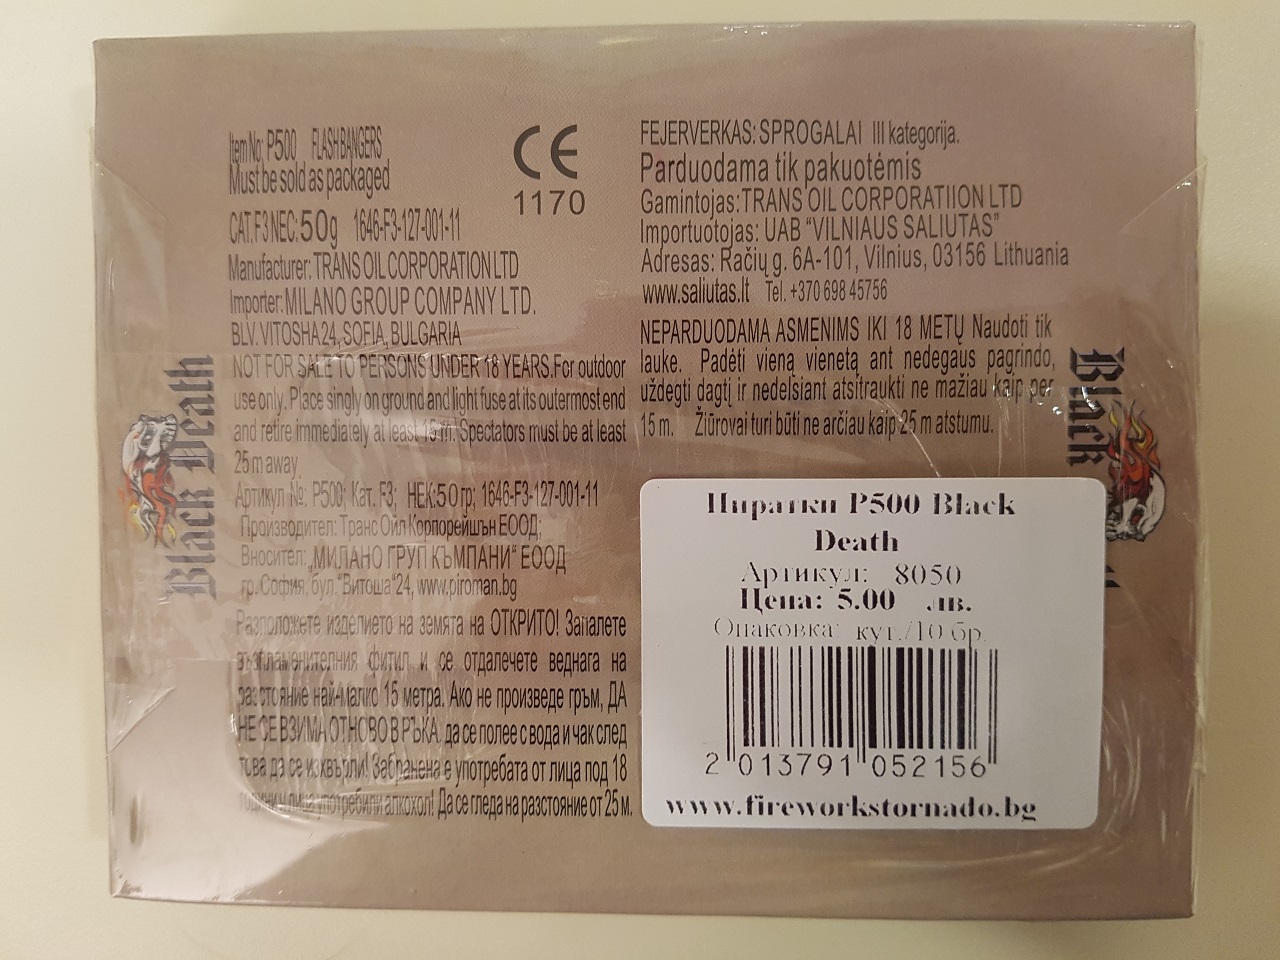 Item No: P500 FLASH BANGERS
Must be sold as packaged
CAT. F3 NEC: 50g 1646-F3-127-001-11
Manufacturer: TRANS OIL CORPORATION LTD
Importer: MILANO GROUP COMPANY LTD.
BLV. VITOSHA 24, SOFIA, BULGARIA
NOT FOR SALE TO PERSONS UNDER 18 YEARS. For outdoor
use only. Place singly on ground and light fuse at its outermost end
and retire immediately at least 15 m. Spectators must be at least
25 m away
Артикул №: P500; Кат. F3; НЕК: 50 гр; 1646-F3-127-001-11
Производител: Транс Ойл Корпорейшън ЕООД;
Вносител: „МИЛАНО ГРУП КЪМПАНИ“ ЕООД
гр. София, бул. "Витоша" 24, www.piroman.bg
Разположете изделието на земята на ОТКРИТО! Запалете
възпламенителния фитил и се отдалечете веднага на
разстояние най-малко 15 метра. Ако не произведе гръм, ДА
НЕ СЕ ВЗИМА ОТНОВО В РЪКА, да се полее с вода и чак след
това да се изхвърли! Забранена е употребата от лица под 18
години и лица употребили алкохол! Да се гледа на разстояние от 25 м.
CE
1170
FEJERVERKAS: SPROGALAI III kategorija.
Parduodama tik pakuotėmis
Gamintojas: TRANS OIL CORPORATIION LTD
Importuotojas: UAB "VILNIAUS SALIUTAS"
Adresas: Račių g. 6A-101, Vilnius, 03156 Lithuania
www.saliutas.lt Tel. +370 698 45756
NEPARDUODAMA ASMENIMS IKI 18 METŲ Naudoti tik
lauke. Padėti vieną vienetą ant nedegaus pagrindo,
uždegti dagtį ir nedelsiant atsitraukti ne mažiau kaip per
15 m. Žiūrovai turi būti ne arčiau kaip 25 m atstumu.
Black Death
Black
Пиратки P500 Black
Death
Артикул: 8050
Цена: 5.00 лв.
Опаковка: кут./10 бр.
2 013791 052156
www.fireworkstornado.bg